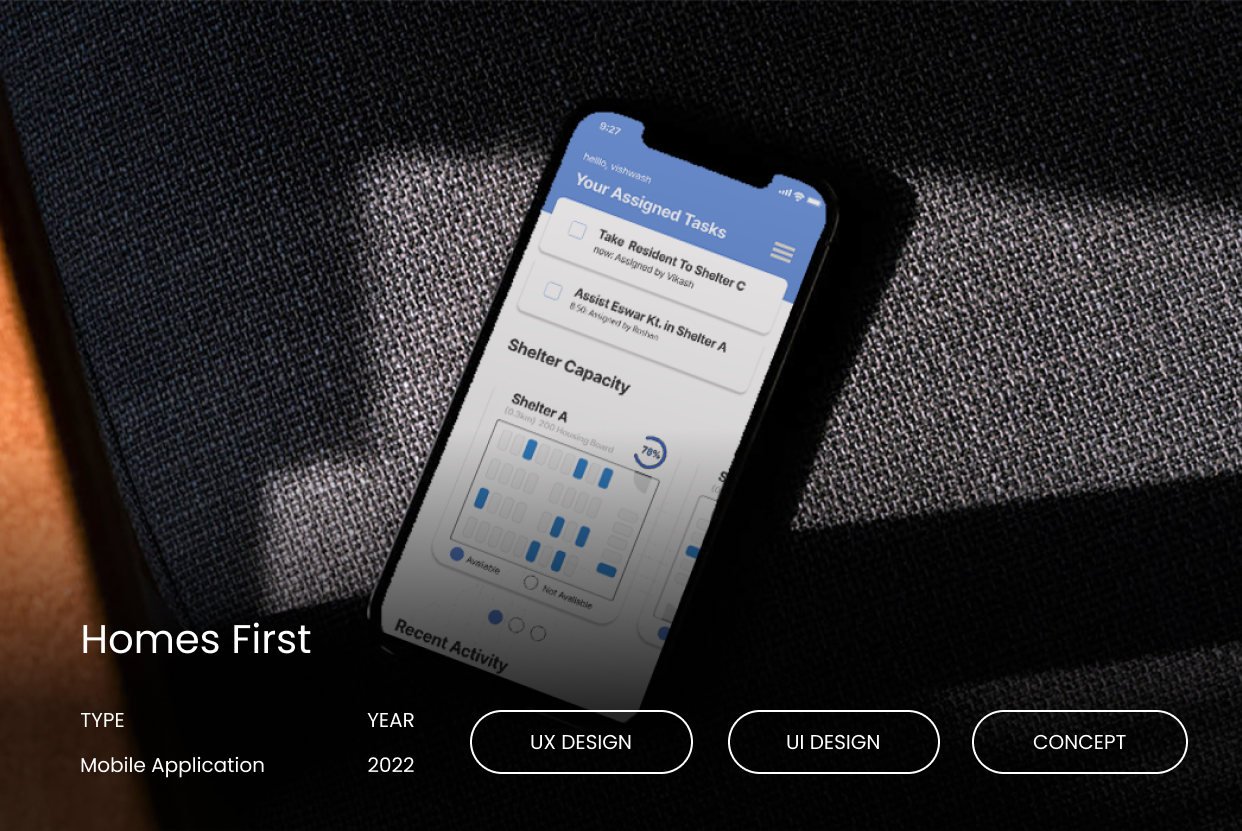 9:27
helllo, vishwash
Your Assigned Tasks
Take Resident To Shelter C
now: Assigned by Vikash
Assist Eswar Kt. in Shelter A
8:50: Assigned by Roshan
Shelter Capacity
Shelter A
(0.3km) 200 Housing Board
78%
S
Available
Not Available
Recent Activity
Homes First
TYPE
YEAR
UX DESIGN
UI DESIGN
CONCEPT
Mobile Application
2022